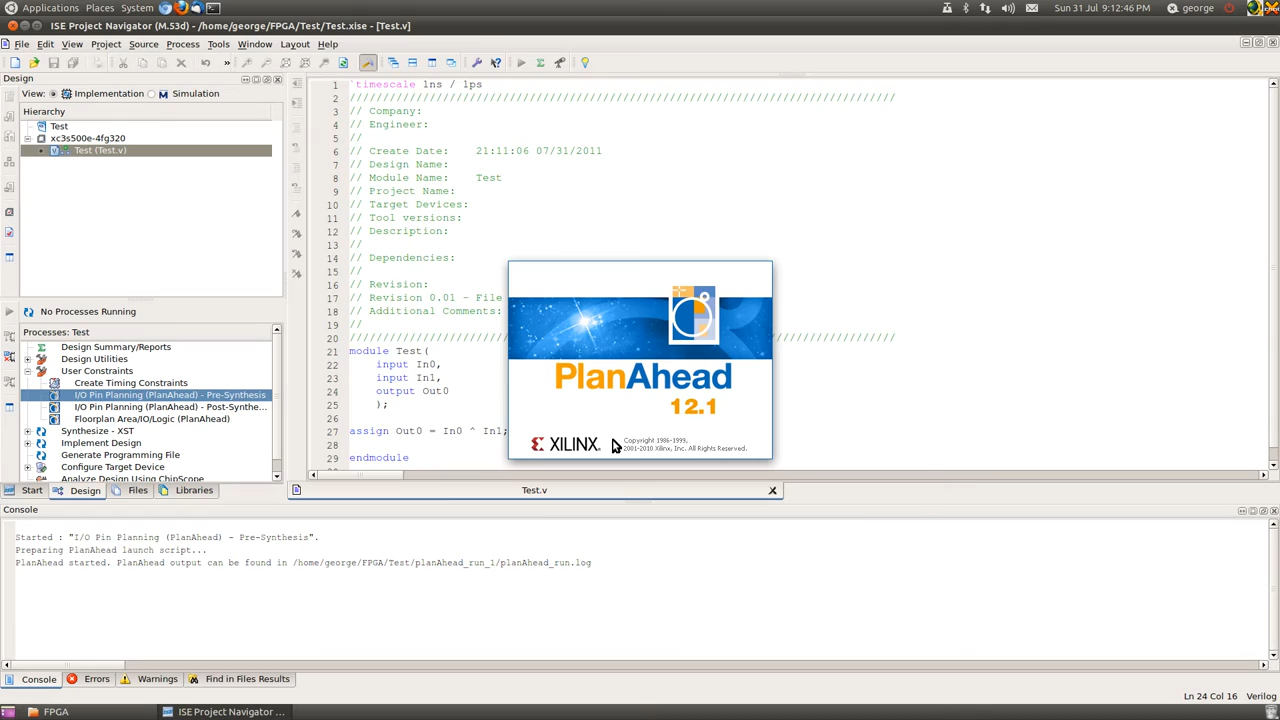 Applications Places System
Sun 31 Jul 9:12:46 PM george
ISE Project Navigator (M.53d) - /home/george/FPGA/Test/Test.xise - [Test.v]
File Edit View Project Source Process Tools Window Layout Help
Design
View: Implementation Simulation
Hierarchy
Test
xc3s500e-4fg320
Test (Test.v)
No Processes Running
Processes: Test
Design Summary/Reports
Design Utilities
User Constraints
Create Timing Constraints
I/O Pin Planning (PlanAhead) - Pre-Synthesis
I/O Pin Planning (PlanAhead) - Post-Synthe...
Floorplan Area/IO/Logic (PlanAhead)
Synthesize - XST
Implement Design
Generate Programming File
Configure Target Device
Analyze Design Using ChipScope
Start Design Files Libraries
1 `timescale 1ns / 1ps
2 //////////////////////////////////////////////////////////////////////////////////
3 // Company:
4 // Engineer:
5 //
6 // Create Date:    21:11:06 07/31/2011
7 // Design Name:
8 // Module Name:    Test
9 // Project Name:
10 // Target Devices:
11 // Tool versions:
12 // Description:
13 //
14 // Dependencies:
15 //
16 // Revision:
17 // Revision 0.01 - File
18 // Additional Comments:
19 //
20 //////////////////////////////////////////////////////////////////////////////////
21 module Test(
22 input In0,
23 input In1,
24 output Out0
25 );
26
27 assign Out0 = In0 ^ In1;
28
29 endmodule
PlanAhead
12.1
XILINX
Copyright 1986-1999,
2001-2010 Xilinx, Inc. All Rights Reserved.
Test.v
Console
Started : "I/O Pin Planning (PlanAhead) - Pre-Synthesis".
Preparing PlanAhead launch script...
PlanAhead started. PlanAhead output can be found in /home/george/FPGA/Test/planAhead_run_1/planAhead_run.log
Console Errors Warnings Find in Files Results
Ln 24 Col 16 Verilog
FPGA ISE Project Navigator ...